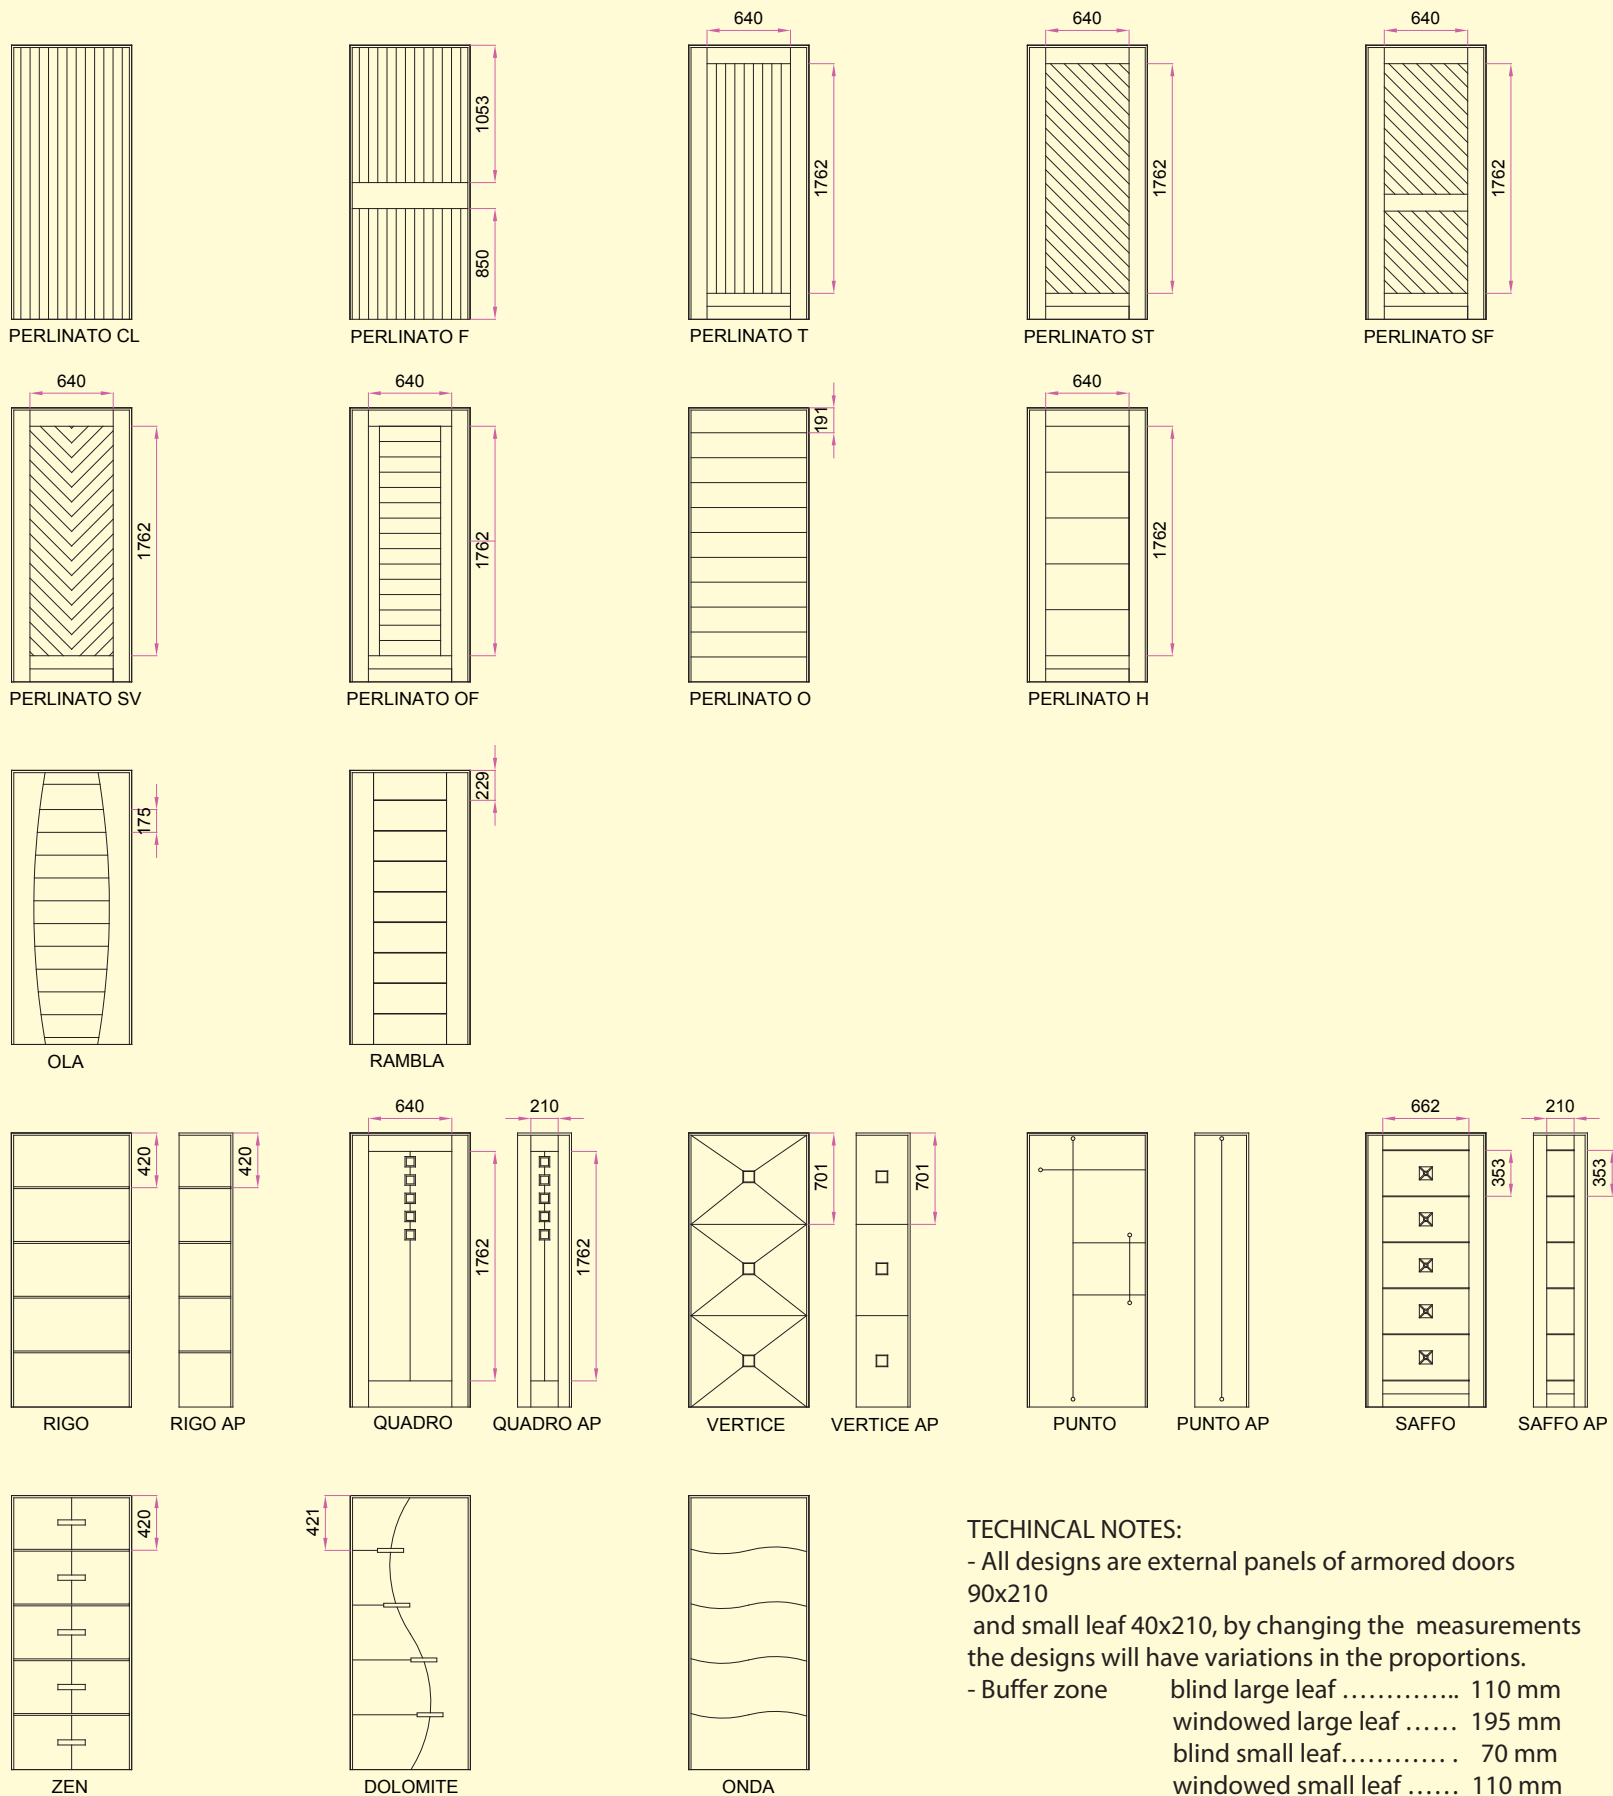 640 640 640
1053 1762 1762 1762
850
PERLINATO CL PERLINATO F PERLINATO T PERLINATO ST PERLINATO SF
640 640 191 640
1762 1762 1762
PERLINATO SV PERLINATO OF PERLINATO O PERLINATO H
175 229
OLA RAMBLA
640 210 662 210
420 420 1762 1762 701 701 353 353
RIGO RIGO AP QUADRO QUADRO AP VERTICE VERTICE AP PUNTO PUNTO AP SAFFO SAFFO AP
420 421
ZEN DOLOMITE ONDA
TECHINCAL NOTES:
- All designs are external panels of armored doors
90x210
and small leaf 40x210, by changing the measurements
the designs will have variations in the proportions.
- Buffer zone blind large leaf ………….. 110 mm
windowed large leaf …… 195 mm
blind small leaf………… . 70 mm
windowed small leaf …… 110 mm